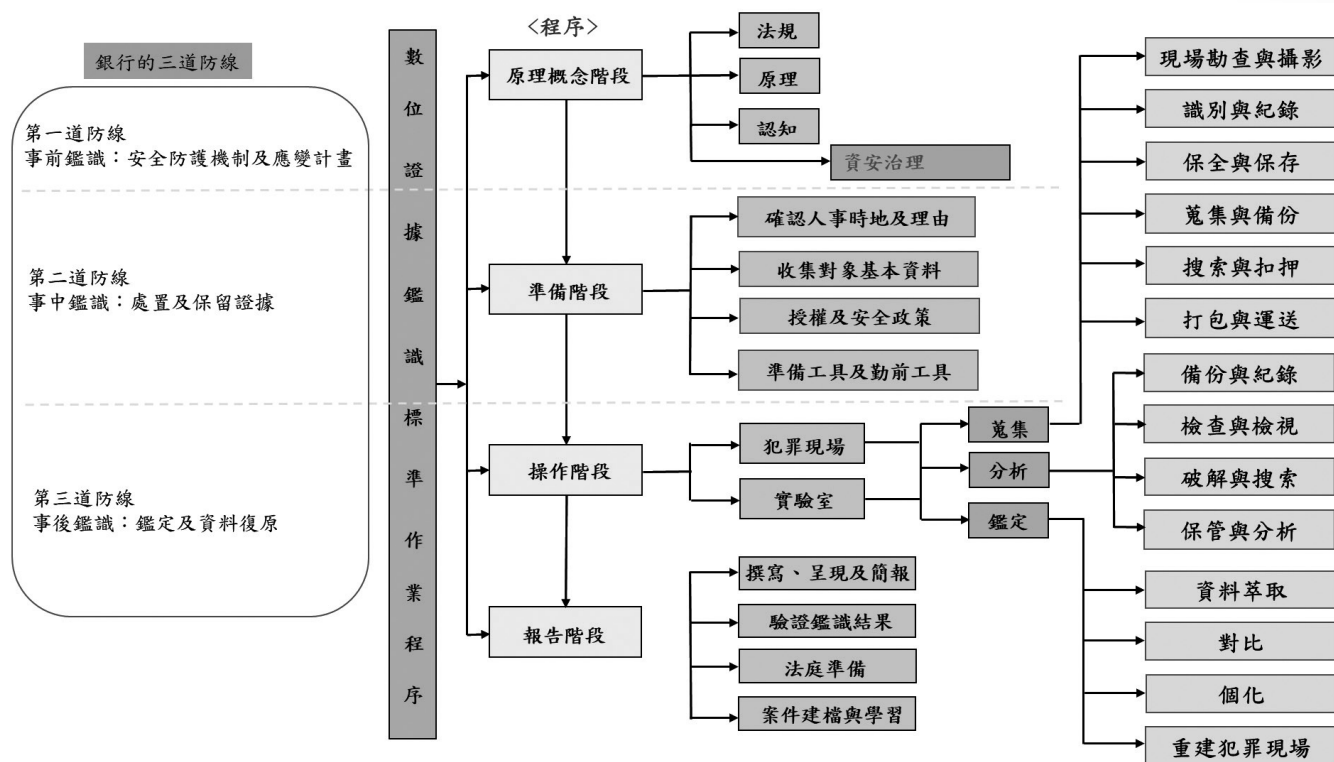 銀行的三道防線
第一道防線
事前鑑識：安全防護機制及應變計畫
第二道防線
事中鑑識：處置及保留證據
第三道防線
事後鑑識：鑑定及資料復原
數位證據鑑識標準作業程序
<程序>
原理概念階段
準備階段
操作階段
報告階段
法規
原理
認知
資安治理
確認人事時地及理由
收集對象基本資料
授權及安全政策
準備工具及勤前工具
犯罪現場
實驗室
撰寫、呈現及簡報
驗證鑑識結果
法庭準備
案件建檔與學習
蒐集
分析
鑑定
現場勘查與攝影
識別與紀錄
保全與保存
蒐集與備份
搜索與扣押
打包與運送
備份與紀錄
檢查與檢視
破解與搜索
保管與分析
資料萃取
對比
個化
重建犯罪現場